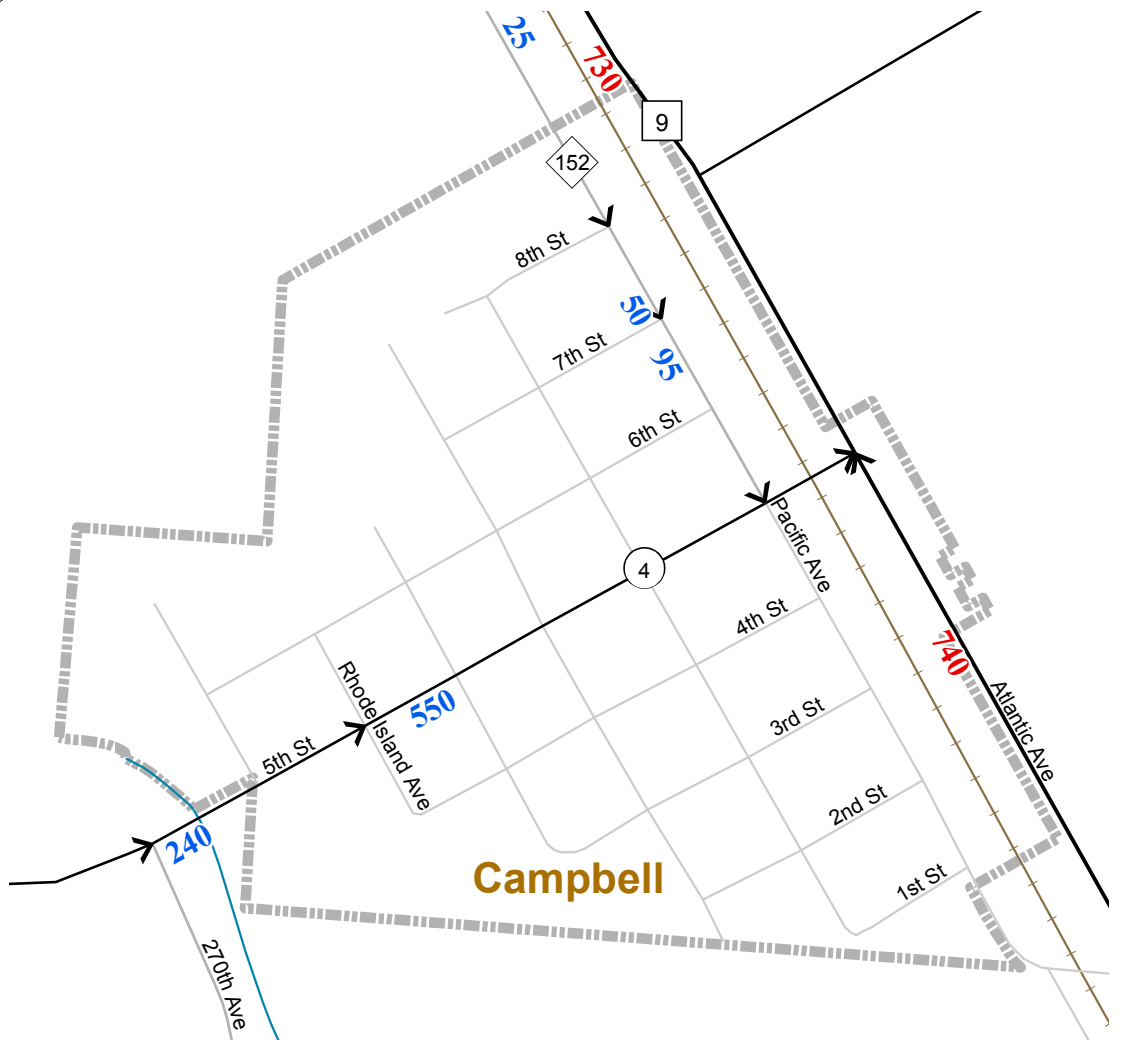 25
730
9
152
8th St
50
7th St
95
6th St
Pacific Ave
4
4th St
Rhode Island Ave
740
550
3rd St
Atlantic Ave
5th St
2nd St
240
Campbell
1st St
270th Ave